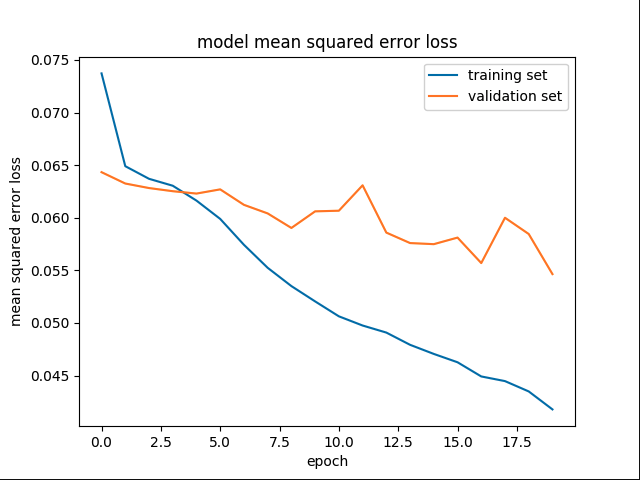 model mean squared error loss
training set
validation set
0.075
0.070
0.065
0.060
0.055
0.050
0.045
mean squared error loss
0.0 2.5 5.0 7.5 10.0 12.5 15.0 17.5
epoch